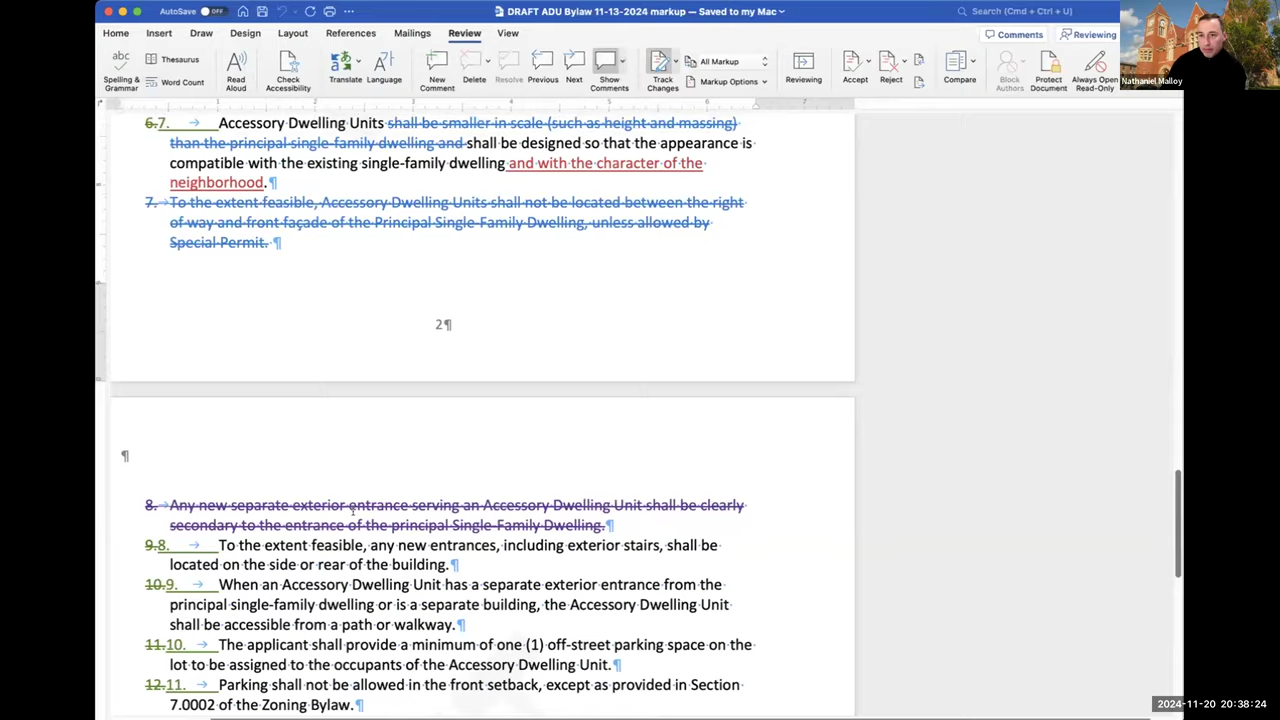 AutoSave OFF DRAFT ADU Bylaw 11-13-2024 markup — Saved to my Mac Search (Cmd + Ctrl + U)
Home Insert Draw Design Layout References Mailings Review View Comments Reviewing
abc Spelling & Grammar Thesaurus Word Count Read Aloud Check Accessibility Translate Language New Comment Delete Resolve Previous Next Show Comments Track Changes All Markup Markup Options Reviewing Accept Reject Compare Block Authors Protect Document Always Open Read-Only
Nathaniel Malloy
2 3 4 5 6 7
6.7. Accessory Dwelling Units shall be smaller in scale (such as height and massing)
than the principal single-family dwelling and shall be designed so that the appearance is
compatible with the existing single-family dwelling and with the character of the
neighborhood.¶
7. To the extent feasible, Accessory Dwelling Units shall not be located between the right
of way and front façade of the Principal Single-Family Dwelling, unless allowed by
Special Permit. ¶
2¶
¶
8. Any new separate exterior entrance serving an Accessory Dwelling Unit shall be clearly
secondary to the entrance of the principal Single-Family Dwelling.¶
9.8. To the extent feasible, any new entrances, including exterior stairs, shall be
located on the side or rear of the building.¶
10.9. When an Accessory Dwelling Unit has a separate exterior entrance from the
principal single-family dwelling or is a separate building, the Accessory Dwelling Unit
shall be accessible from a path or walkway.¶
11.10. The applicant shall provide a minimum of one (1) off-street parking space on the
lot to be assigned to the occupants of the Accessory Dwelling Unit.¶
12.11. Parking shall not be allowed in the front setback, except as provided in Section
7.0002 of the Zoning Bylaw.¶
2024-11-20 20:38:24